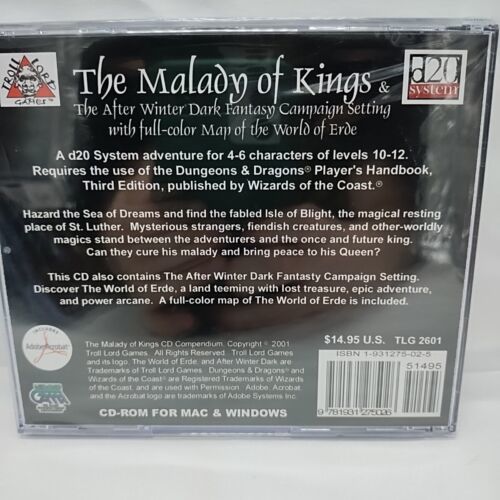 TROLL LORD
GAMES™
d20
system
The Malady of Kings &
The After Winter Dark Fantasy Campaign Setting
with full-color Map of the World of Erde
A d20 System adventure for 4-6 characters of levels 10-12.
Requires the use of the Dungeons & Dragons® Player's Handbook,
Third Edition, published by Wizards of the Coast.®
Hazard the Sea of Dreams and find the fabled Isle of Blight, the magical resting
place of St. Luther. Mysterious strangers, fiendish creatures, and other-worldly
magics stand between the adventurers and the once and future king.
Can they cure his malady and bring peace to his Queen?
This CD also contains The After Winter Dark Fantasty Campaign Setting.
Discover The World of Erde, a land teeming with lost treasure, epic adventure,
and power arcane. A full-color map of The World of Erde is included.
INCLUDES
Adobe Acrobat
The Malady of Kings CD Compendium, Copyright © 2001
Troll Lord Games. All Rights Reserved. Troll Lord Games
and its logo, The World of Erde, and After Winter Dark are
Trademarks of Troll Lord Games. Dungeons & Dragons® and
Wizards of the Coast® are Registered Trademarks of Wizards
of the Coast, and are used with Permission. Adobe, Acrobat,
and the Acrobat logo are trademarks of Adobe Systems Inc.
CD-ROM FOR MAC & WINDOWS
$14.95 U.S. TLG 2601
ISBN 1-931275-02-5
51495
9 781931 275026